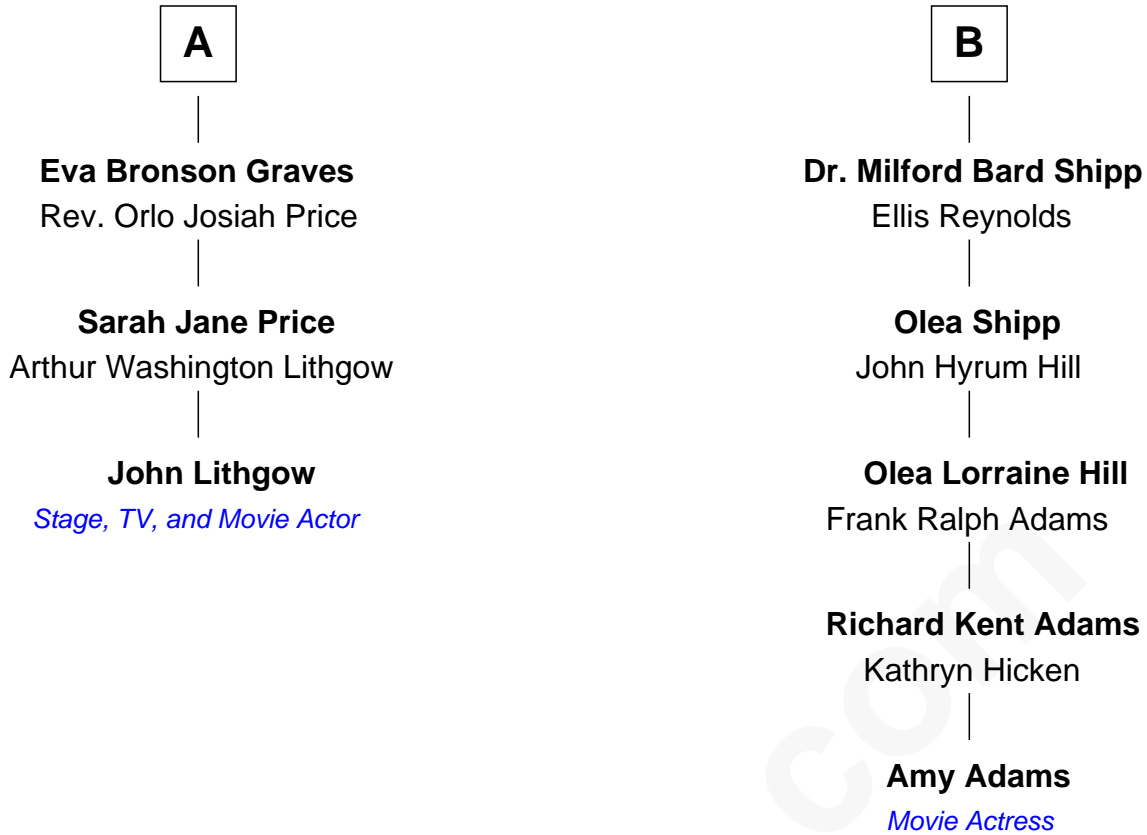 A
Eva Bronson Graves
Rev. Orlo Josiah Price
Sarah Jane Price
Arthur Washington Lithgow
John Lithgow
Stage, TV, and Movie Actor
B
Dr. Milford Bard Shipp
Ellis Reynolds
Olea Shipp
John Hyrum Hill
Olea Lorraine Hill
Frank Ralph Adams
Richard Kent Adams
Kathryn Hicken
Amy Adams
Movie Actress
com